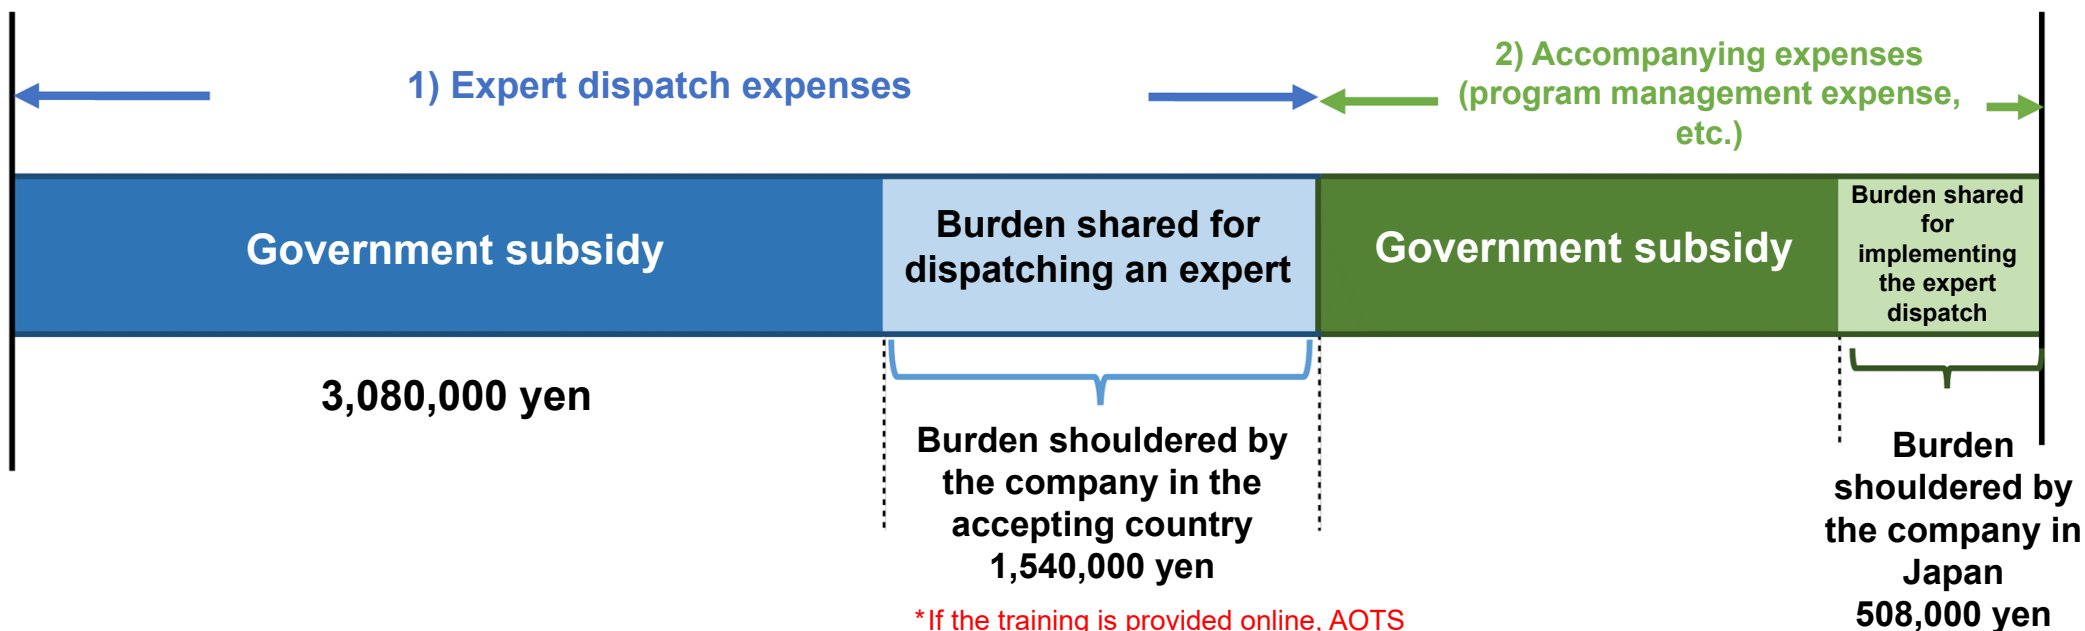 1) Expert dispatch expenses
2) Accompanying expenses
(program management expense,
etc.)
Government subsidy
Burden shared for
dispatching an expert
Government subsidy
Burden shared
for
implementing
the expert
dispatch
3,080,000 yen
Burden shouldered by
the company in the
accepting country
1,540,000 yen
*If the training is provided online, AOTS
Burden
shouldered by
the company in
Japan
508,000 yen